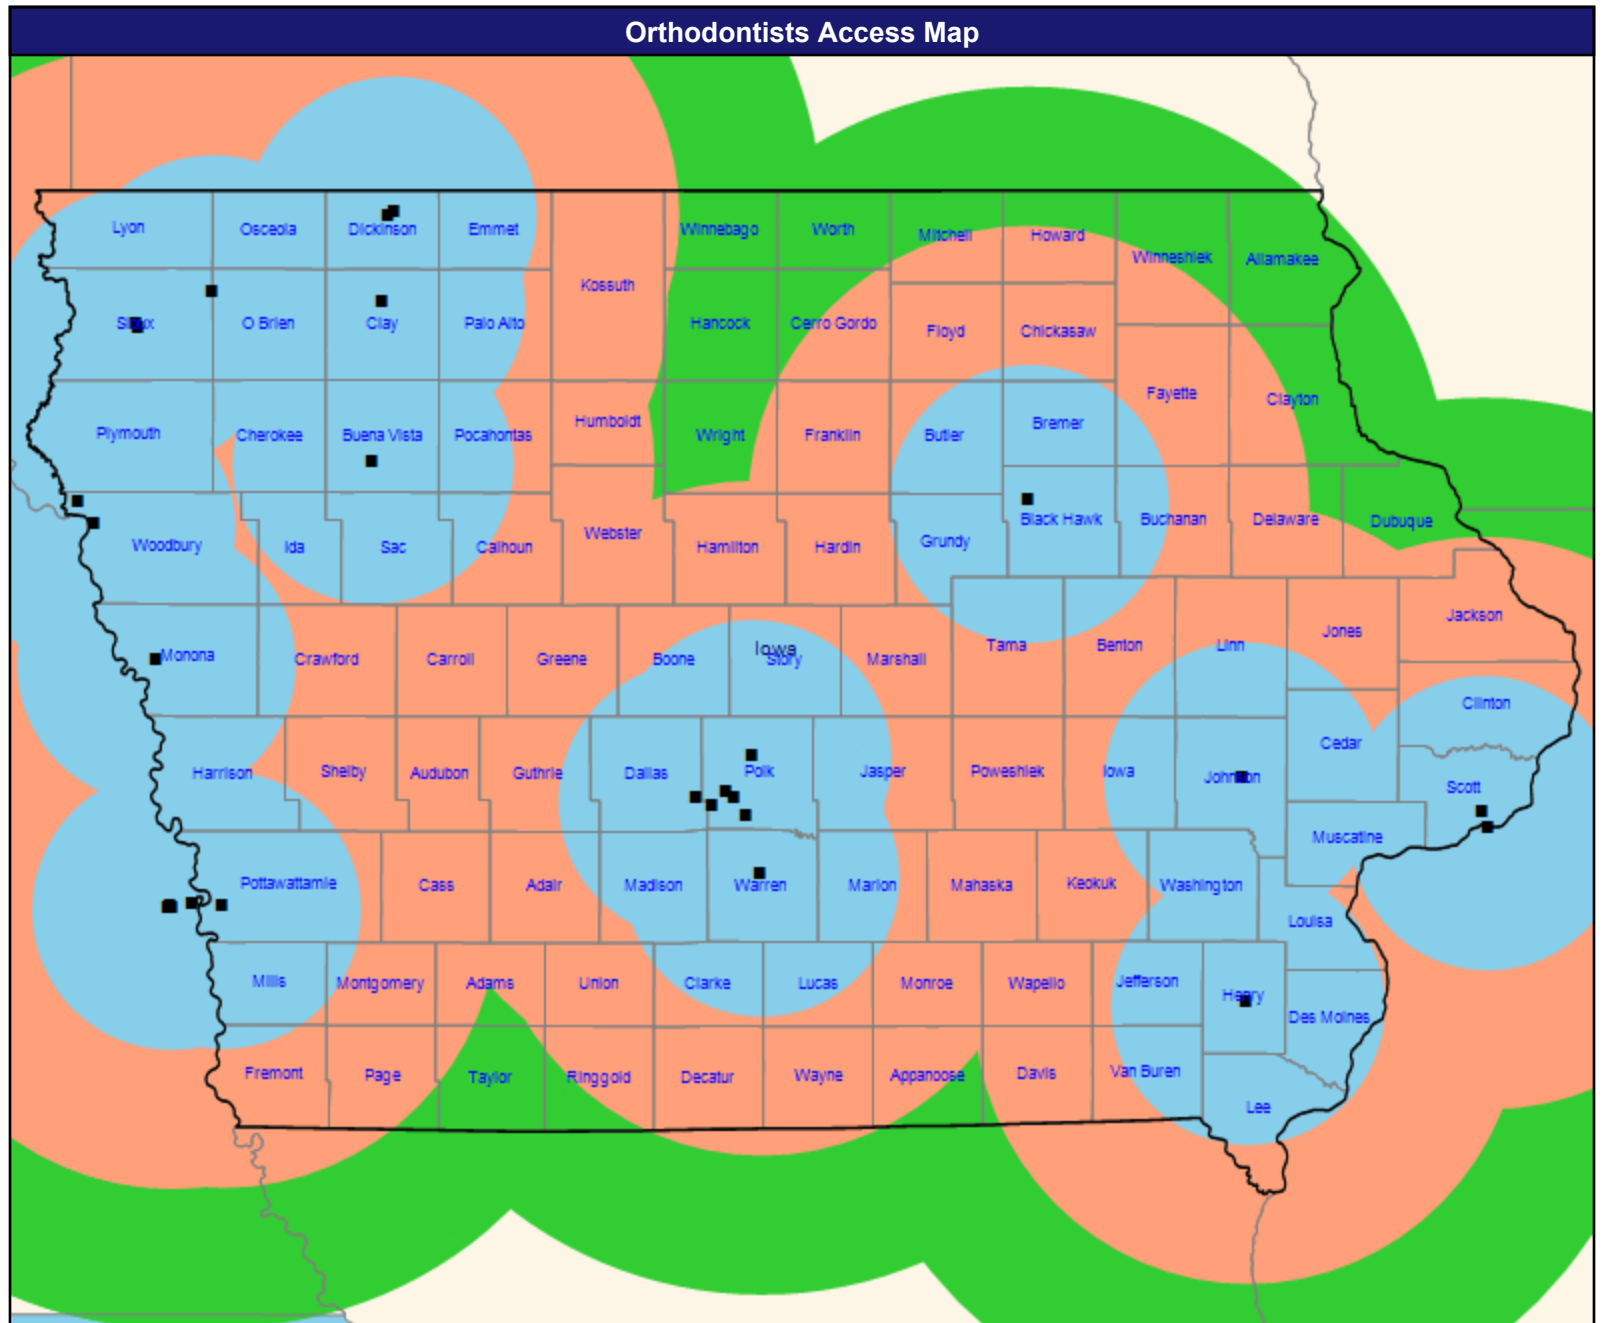 Orthodontists Access Map
Lyon
Osceola
Dickinson
Emmet
Winnebago
Worth
Mitchell
Howard
Winneshiek
Allamakee
Kossuth
Sioux
O Brien
Clay
Palo Alto
Hancock
Cerro Gordo
Floyd
Chickasaw
Fayette
Clayton
Plymouth
Cherokee
Buena Vista
Pocahontas
Humboldt
Wright
Franklin
Butler
Bremer
Woodbury
Ida
Sac
Calhoun
Webster
Hamilton
Hardin
Grundy
Black Hawk
Buchanan
Delaware
Dubuque
Monona
Crawford
Carroll
Greene
Boone
Iowa
Story
Marshall
Tama
Benton
Linn
Jones
Jackson
Clinton
Harrison
Shelby
Audubon
Guthrie
Dallas
Polk
Jasper
Poweshiek
Iowa
Johnson
Cedar
Scott
Muscatine
Pottawattamie
Cass
Adair
Madison
Warren
Marion
Mahaska
Keokuk
Washington
Louisa
Mills
Montgomery
Adams
Union
Clarke
Lucas
Monroe
Wapello
Jefferson
Henry
Des Moines
Fremont
Page
Taylor
Ringgold
Decatur
Wayne
Appanoose
Davis
Van Buren
Lee